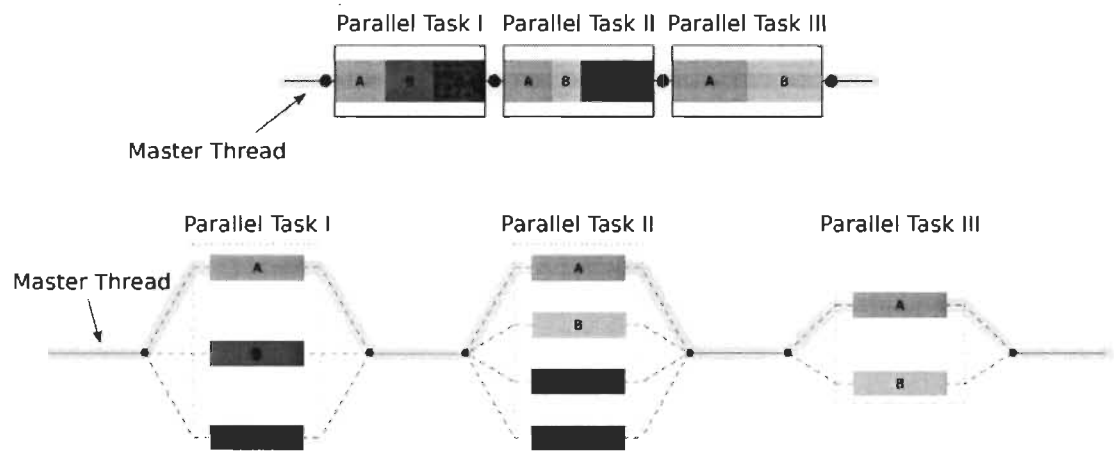 Parallel Task I Parallel Task II Parallel Task III
A B A B A B
Master Thread
Parallel Task I Parallel Task II Parallel Task III
Master Thread
A A
A
B
B
B